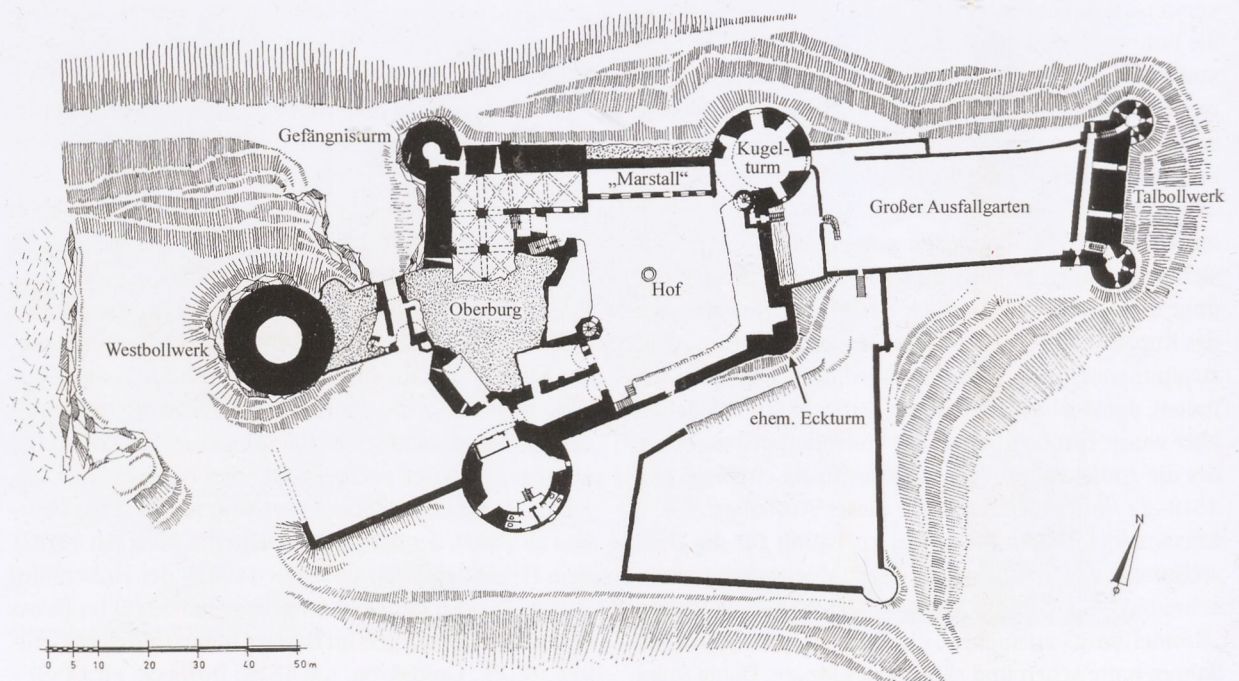 Gefängnisturm
Kugel-
turm
„Marstall“
Großer Ausfallgarten
Talbollwerk
Hof
Oberburg
Westbollwerk
ehem. Eckturm
N
0 5 10 20 30 40 50 m